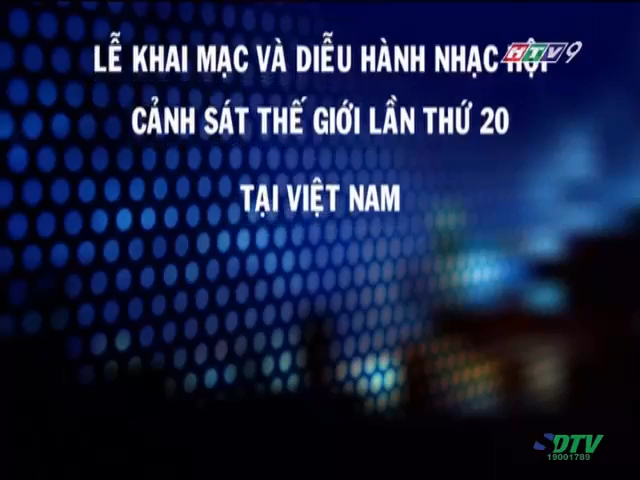 LỄ KHAI MẠC VÀ DIỄU HÀNH NHẠC HỘI
HTV9
CẢNH SÁT THẾ GIỚI LẦN THỨ 20
TẠI VIỆT NAM
SDTV
19001789